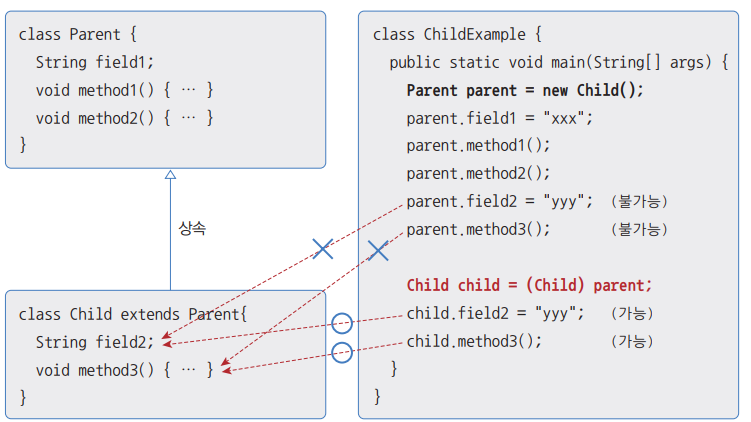 class Parent {
String field1;
void method1() { … }
void method2() { … }
}
상속
class Child extends Parent{
String field2;
void method3() { … }
}
class ChildExample {
public static void main(String[] args) {
Parent parent = new Child();
parent.field1 = "xxx";
parent.method1();
parent.method2();
parent.field2 = "yyy"; (불가능)
parent.method3(); (불가능)
Child child = (Child) parent;
child.field2 = "yyy"; (가능)
child.method3(); (가능)
}
}